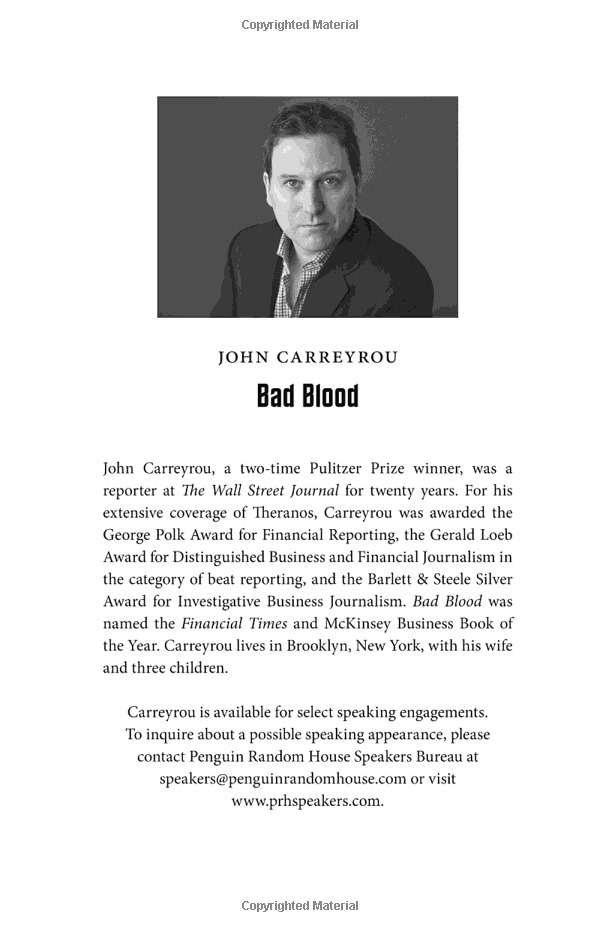 Copyrighted Material
JOHN CARREYROU
Bad Blood
John Carreyrou, a two-time Pulitzer Prize winner, was a
reporter at The Wall Street Journal for twenty years. For his
extensive coverage of Theranos, Carreyrou was awarded the
George Polk Award for Financial Reporting, the Gerald Loeb
Award for Distinguished Business and Financial Journalism in
the category of beat reporting, and the Barlett & Steele Silver
Award for Investigative Business Journalism. Bad Blood was
named the Financial Times and McKinsey Business Book of
the Year. Carreyrou lives in Brooklyn, New York, with his wife
and three children.
Carreyrou is available for select speaking engagements.
To inquire about a possible speaking appearance, please
contact Penguin Random House Speakers Bureau at
speakers@penguinrandomhouse.com or visit
www.prhspeakers.com.
Copyrighted Material